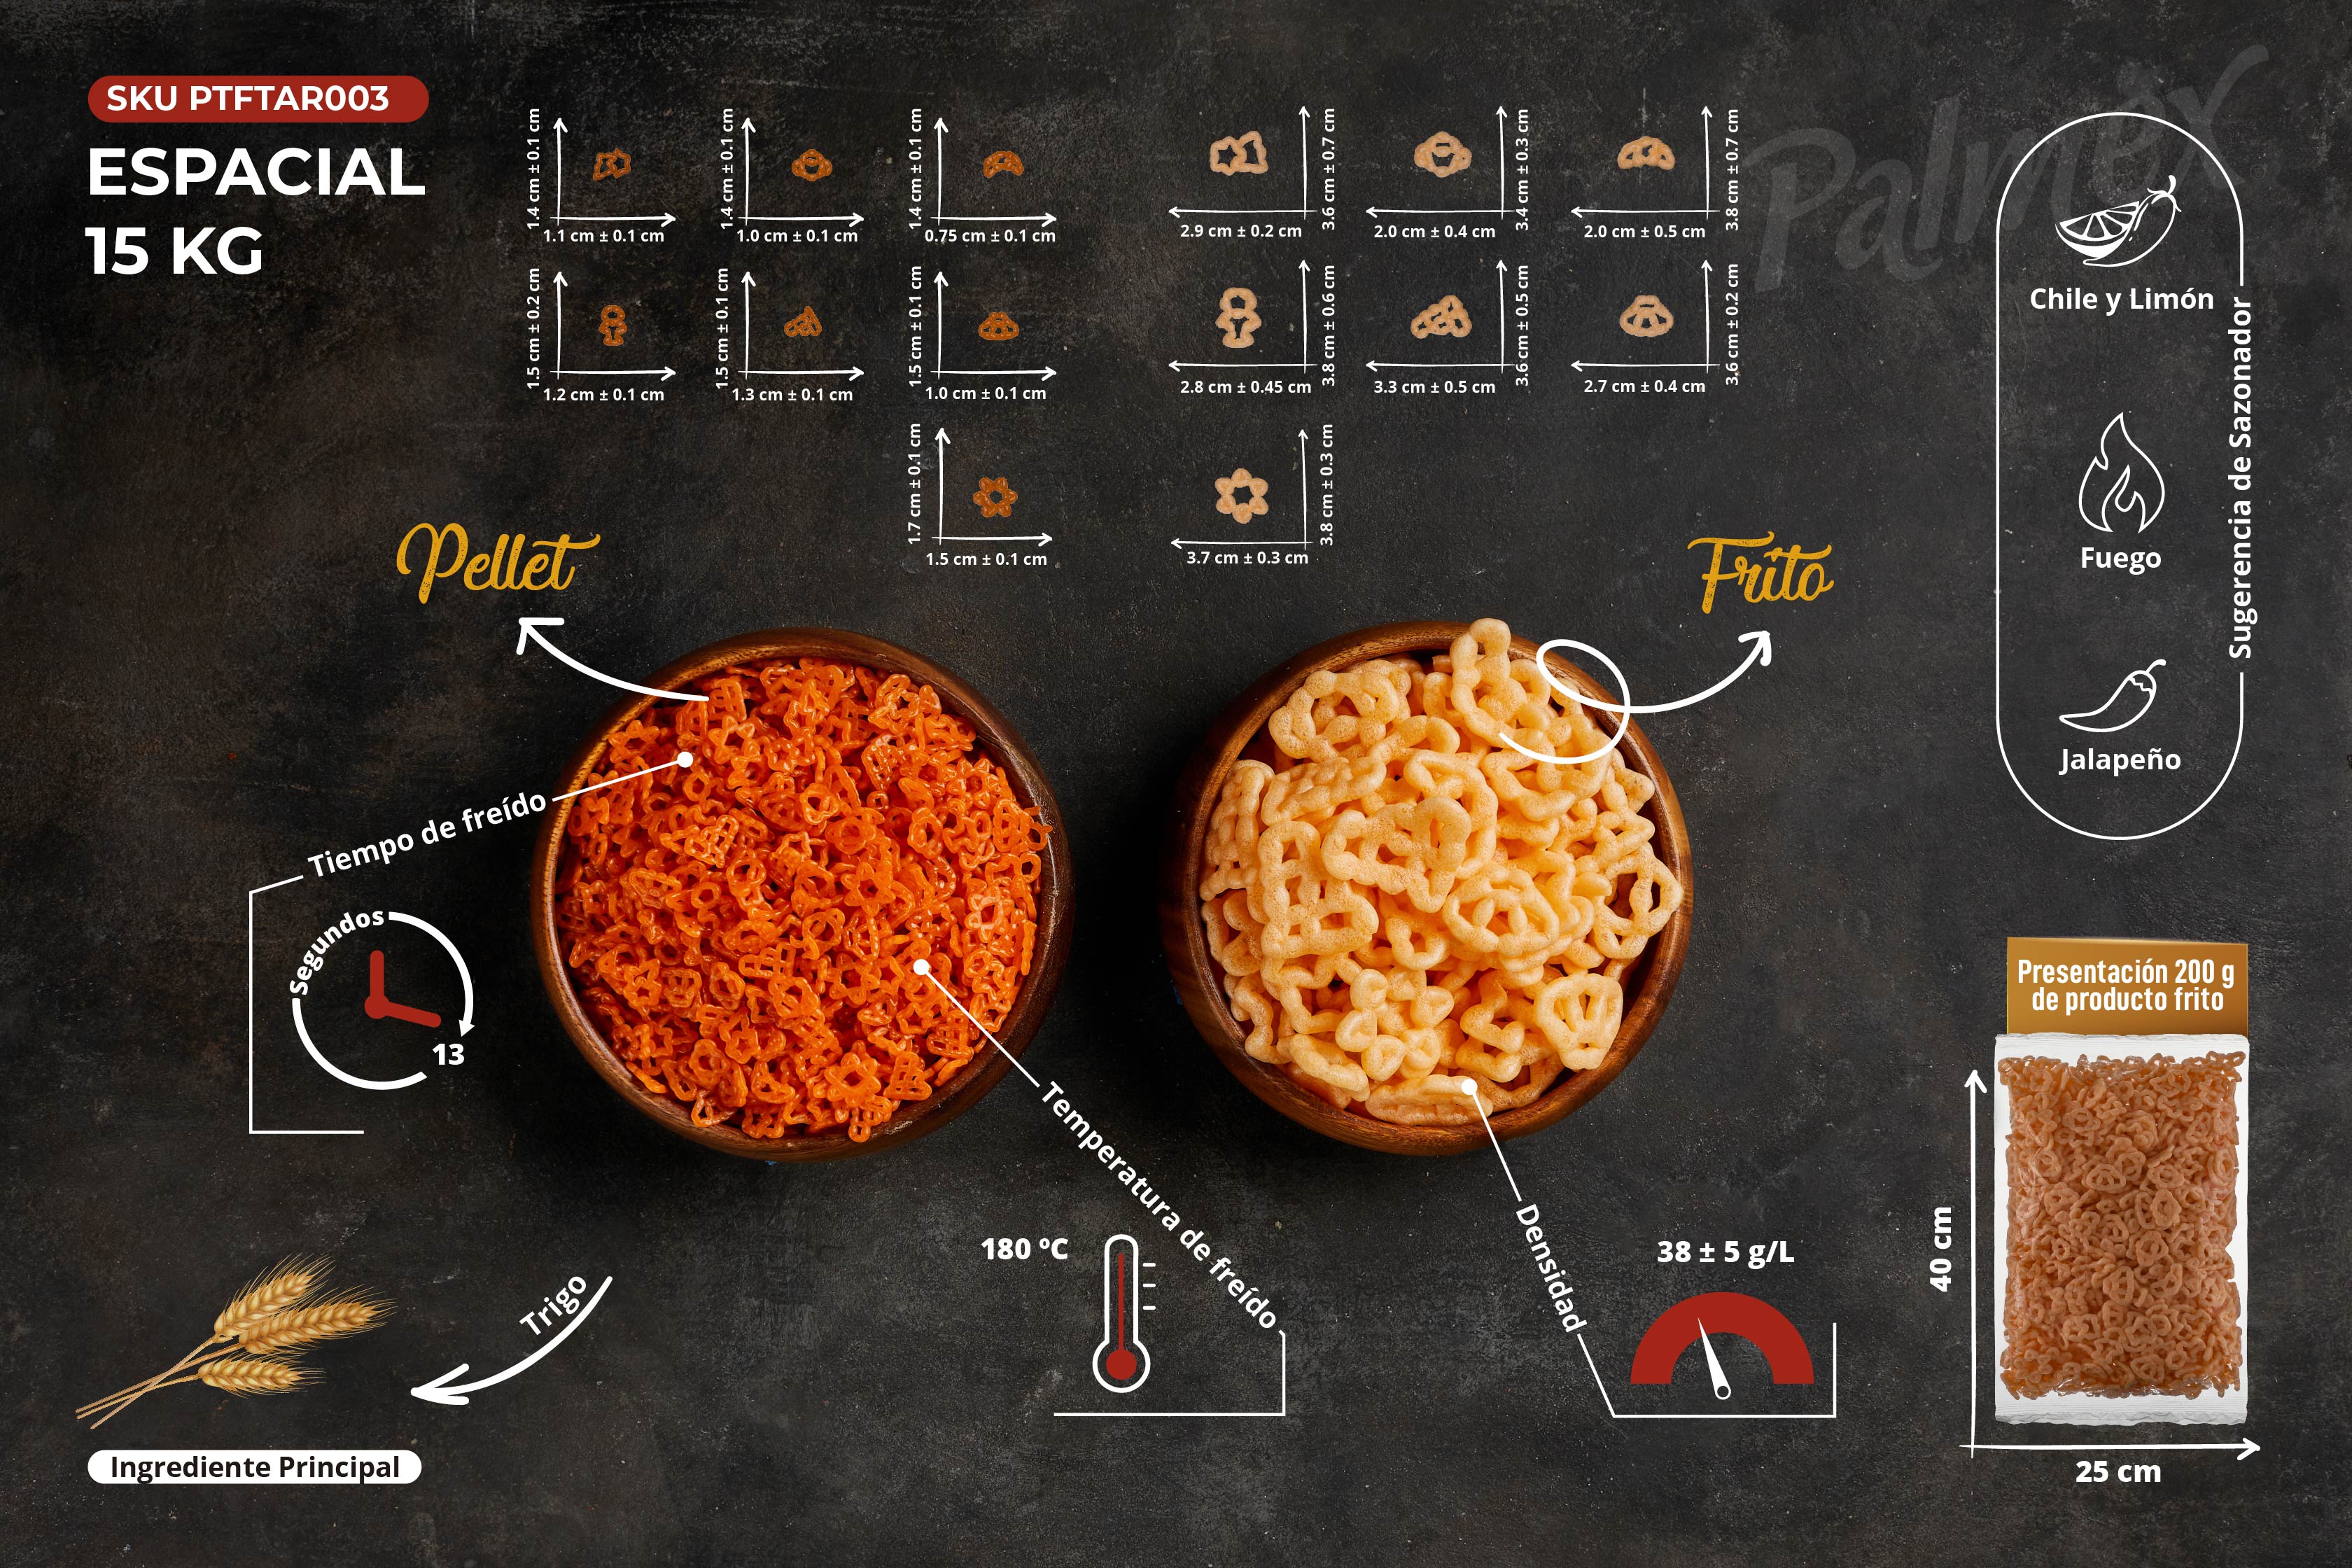 SKU PTFTAR003
ESPACIAL
15 KG
1.4 cm ± 0.1 cm
1.1 cm ± 0.1 cm
1.4 cm ± 0.1 cm
1.0 cm ± 0.1 cm
1.4 cm ± 0.1 cm
0.75 cm ± 0.1 cm
2.9 cm ± 0.2 cm
3.6 cm ± 0.7 cm
2.0 cm ± 0.4 cm
3.4 cm ± 0.3 cm
2.0 cm ± 0.5 cm
3.8 cm ± 0.7 cm
1.5 cm ± 0.2 cm
1.2 cm ± 0.1 cm
1.5 cm ± 0.1 cm
1.3 cm ± 0.1 cm
1.5 cm ± 0.1 cm
1.0 cm ± 0.1 cm
2.8 cm ± 0.45 cm
3.8 cm ± 0.6 cm
3.3 cm ± 0.5 cm
3.6 cm ± 0.5 cm
2.7 cm ± 0.4 cm
3.6 cm ± 0.2 cm
1.7 cm ± 0.1 cm
1.5 cm ± 0.1 cm
3.7 cm ± 0.3 cm
3.8 cm ± 0.3 cm
Palmex
Chile y Limón
Fuego
Jalapeño
Sugerencia de Sazonador
Pellet
Frito
Tiempo de freído
Segundos
13
Temperatura de freído
180 °C
Densidad
38 ± 5 g/L
Trigo
Ingrediente Principal
Presentación 200 g
de producto frito
40 cm
25 cm